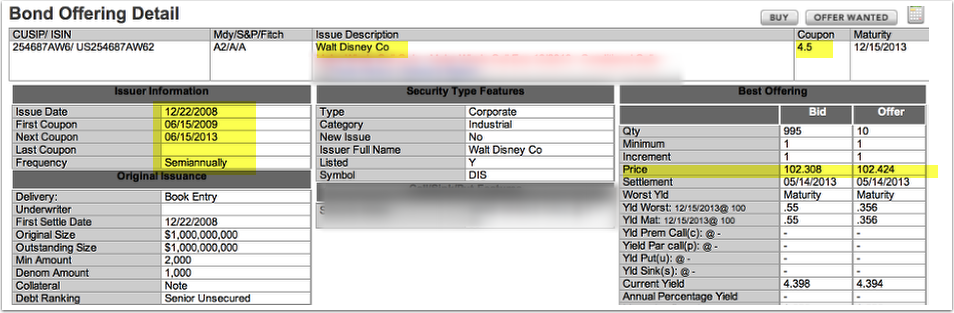 Bond Offering Detail
BUY OFFER WANTED
CUSIP/ ISIN Mdy/S&P/Fitch Issue Description Coupon Maturity
254687AW6/ US254687AW62 A2/A/A Walt Disney Co 4.5 12/15/2013
Issuer Information
Issue Date 12/22/2008
First Coupon 06/15/2009
Next Coupon 06/15/2013
Last Coupon
Frequency Semiannually
Original Issuance
Delivery: Book Entry
Underwriter
First Settle Date 12/22/2008
Original Size $1,000,000,000
Outstanding Size $1,000,000,000
Min Amount 2,000
Denom Amount 1,000
Collateral Note
Debt Ranking Senior Unsecured
Security Type Features
Type Corporate
Category Industrial
New Issue No
Issuer Full Name Walt Disney Co
Listed Y
Symbol DIS
Best Offering
Bid Offer
Qty 995 10
Minimum 1 1
Increment 1 1
Price 102.308 102.424
Settlement 05/14/2013 05/14/2013
Worst Yld Maturity Maturity
Yld Worst: 12/15/2013@ 100 .55 .356
Yld Mat: 12/15/2013@ 100 .55 .356
Yld Prem Call(c): @ - - -
Yield Par call(p): @ - - -
Yld Put(u): @ - - -
Yld Sink(s): @ - - -
Current Yield 4.398 4.394
Annual Percentage Yield - -